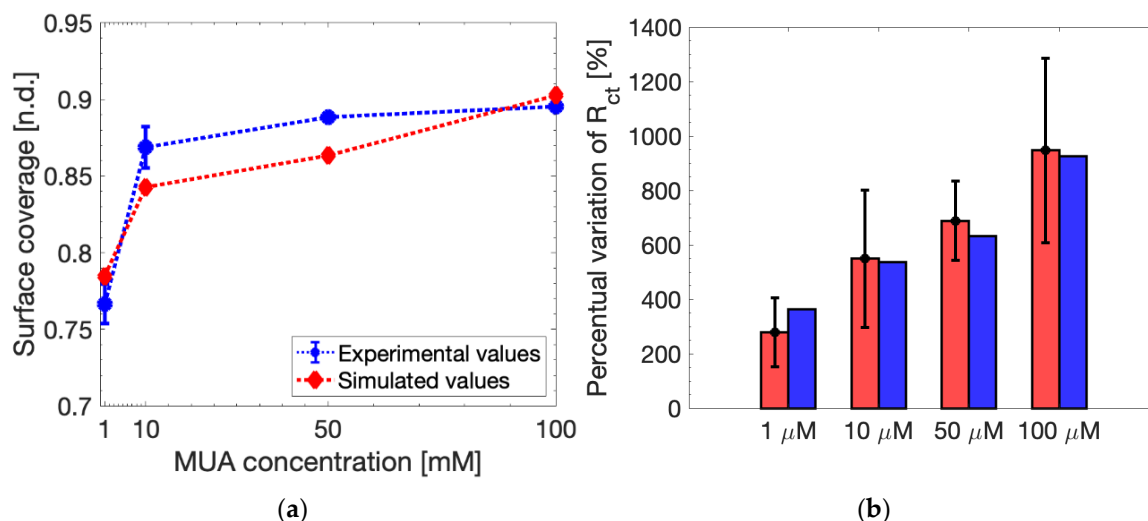 0.95
0.9
0.85
0.8
0.75
0.7
Surface coverage [n.d.]
Experimental values
Simulated values
1 10 50 100
MUA concentration [mM]
(a)
1400
1200
1000
800
600
400
200
0
Percentual variation of R_ct [%]
1 μM 10 μM 50 μM 100 μM
(b)